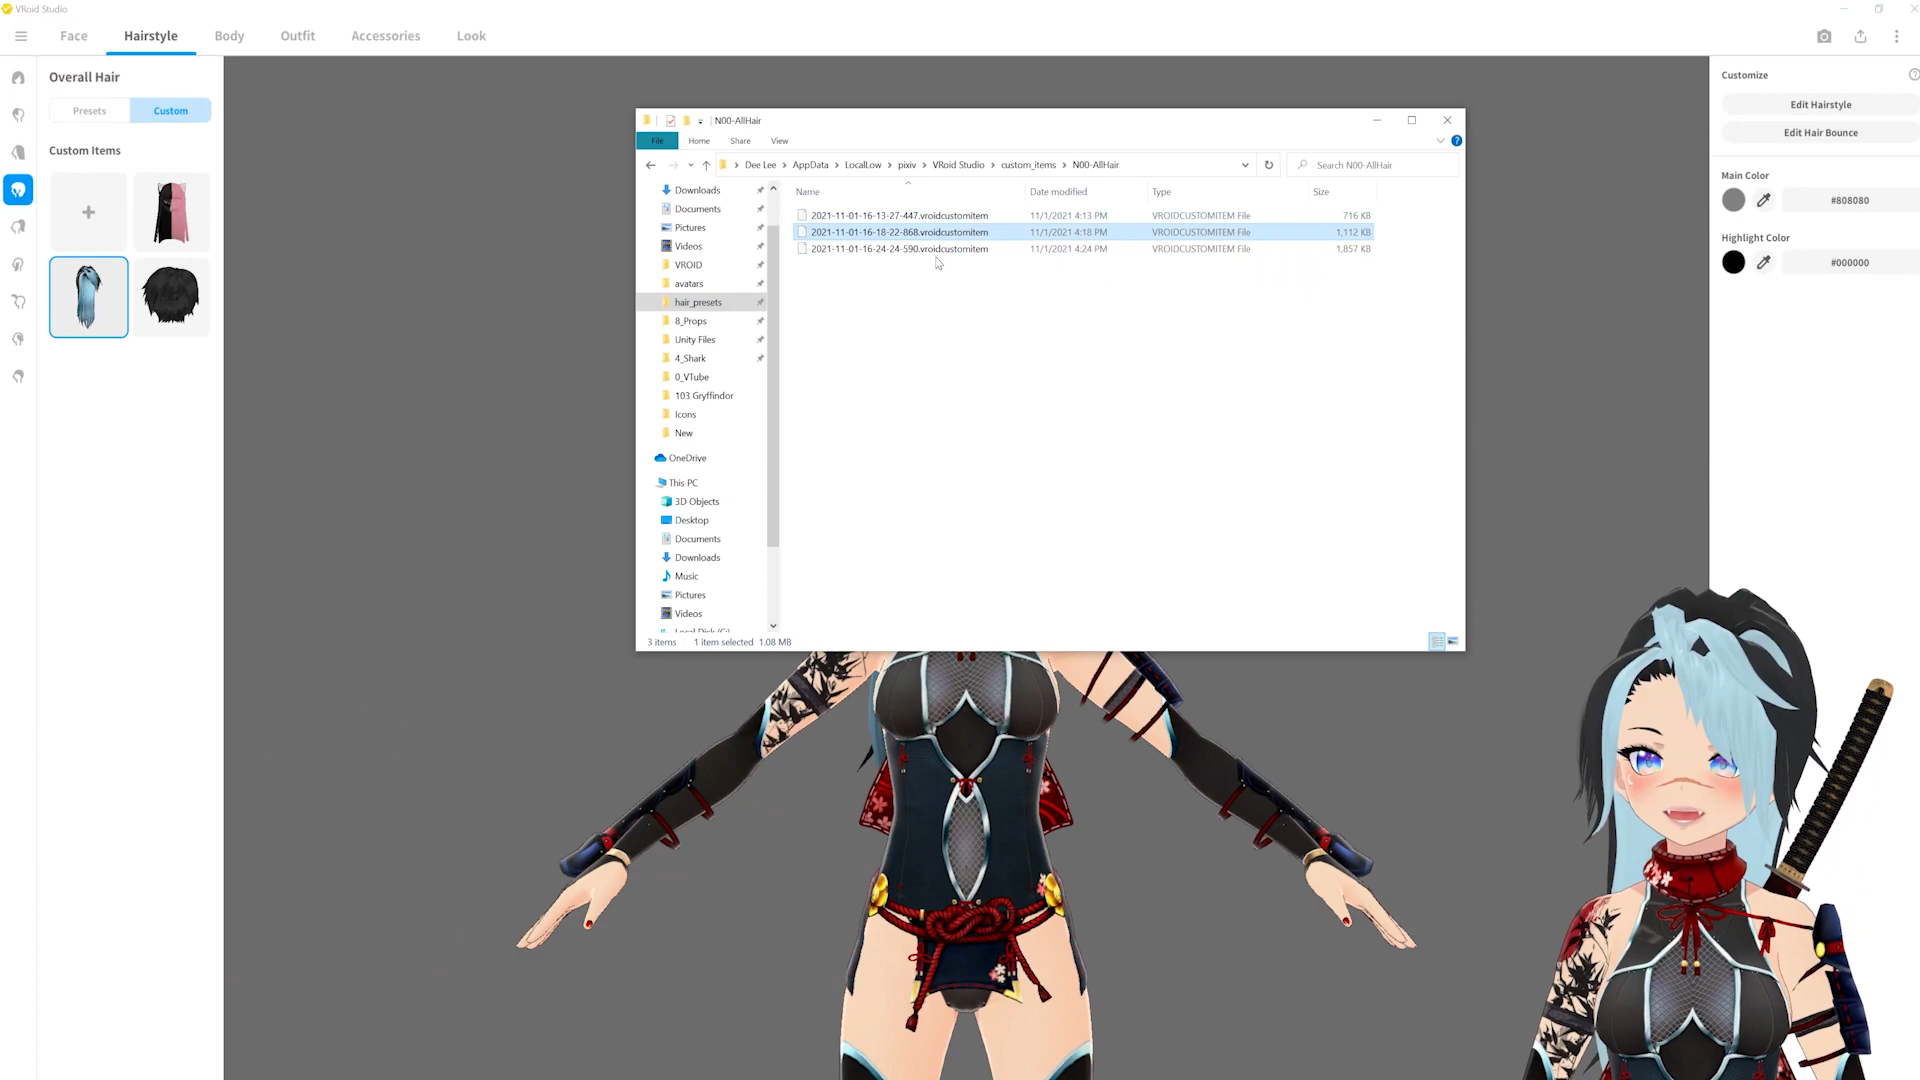 VRoid Studio
Face Hairstyle Body Outfit Accessories Look
Overall Hair
Presets Custom
Custom Items
N00-AllHair
File Home Share View
Dee Lee AppData LocalLow pixiv VRoid Studio custom_items N00-AllHair
Search N00-AllHair
Name Date modified Type Size
2021-11-01-16-13-27-447.vroidcustomitem 11/1/2021 4:13 PM VROIDCUSTOMITEM File 716 KB
2021-11-01-16-18-22-868.vroidcustomitem 11/1/2021 4:18 PM VROIDCUSTOMITEM File 1,112 KB
2021-11-01-16-24-24-590.vroidcustomitem 11/1/2021 4:24 PM VROIDCUSTOMITEM File 1,857 KB
Downloads
Documents
Pictures
Videos
VROID
avatars
hair_presets
8_Props
Unity Files
4_Shark
0_VTube
103 Gryffindor
Icons
New
OneDrive
This PC
3D Objects
Desktop
Documents
Downloads
Music
Pictures
Videos
3 items 1 item selected 1.08 MB
Customize
Edit Hairstyle
Edit Hair Bounce
Main Color
#808080
Highlight Color
#000000